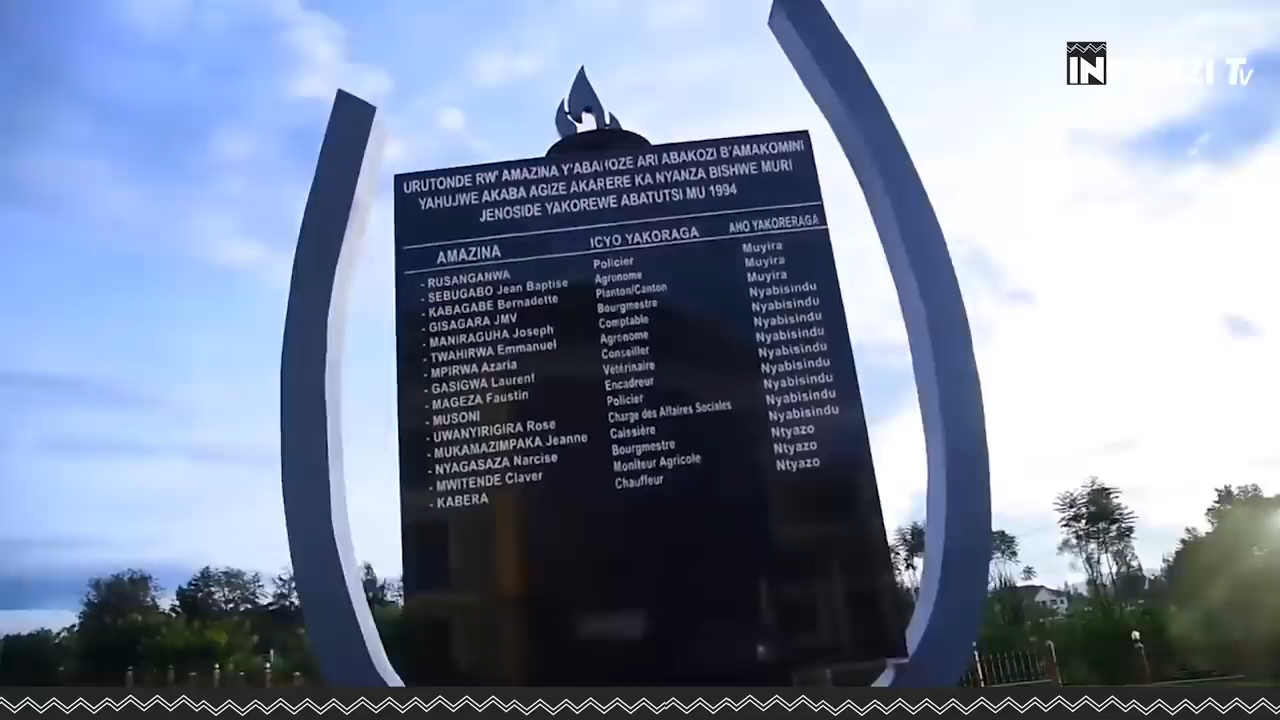 IN TV
URUTONDE RW' AMAZINA Y'ABAHOZE ARI ABAKOZI B'AMAKOMINI
YAHUJWE AKABA AGIZE AKARERE KA NYANZA BISHWE MURI
JENOSIDE YAKOREWE ABATUTSI MU 1994
AMAZINA ICYO YAKORAGA AHO YAKORERAGA
- RUSANGANWA Policier Muyira
- SEBUGABO Jean Baptise Agronome Muyira
- KABAGABE Bernadette Planton/Canton Muyira
- GISAGARA JMV Bourgmestre Nyabisindu
- MANIRAGUHA Joseph Comptable Nyabisindu
- TWAHIRWA Emmanuel Agronome Nyabisindu
- MPIRWA Azaria Conseiller Nyabisindu
- GASIGWA Laurent Vétérinaire Nyabisindu
- MAGEZA Faustin Encadreur Nyabisindu
- MUSONI Policier Nyabisindu
- UWANYIRIGIRA Rose Charge des Affaires Sociales Nyabisindu
- MUKAMAZIMPAKA Jeanne Caissière Nyabisindu
- NYAGASAZA Narcise Bourgmestre Ntyazo
- MWITENDE Claver Moniteur Agricole Ntyazo
- KABERA Chauffeur Ntyazo